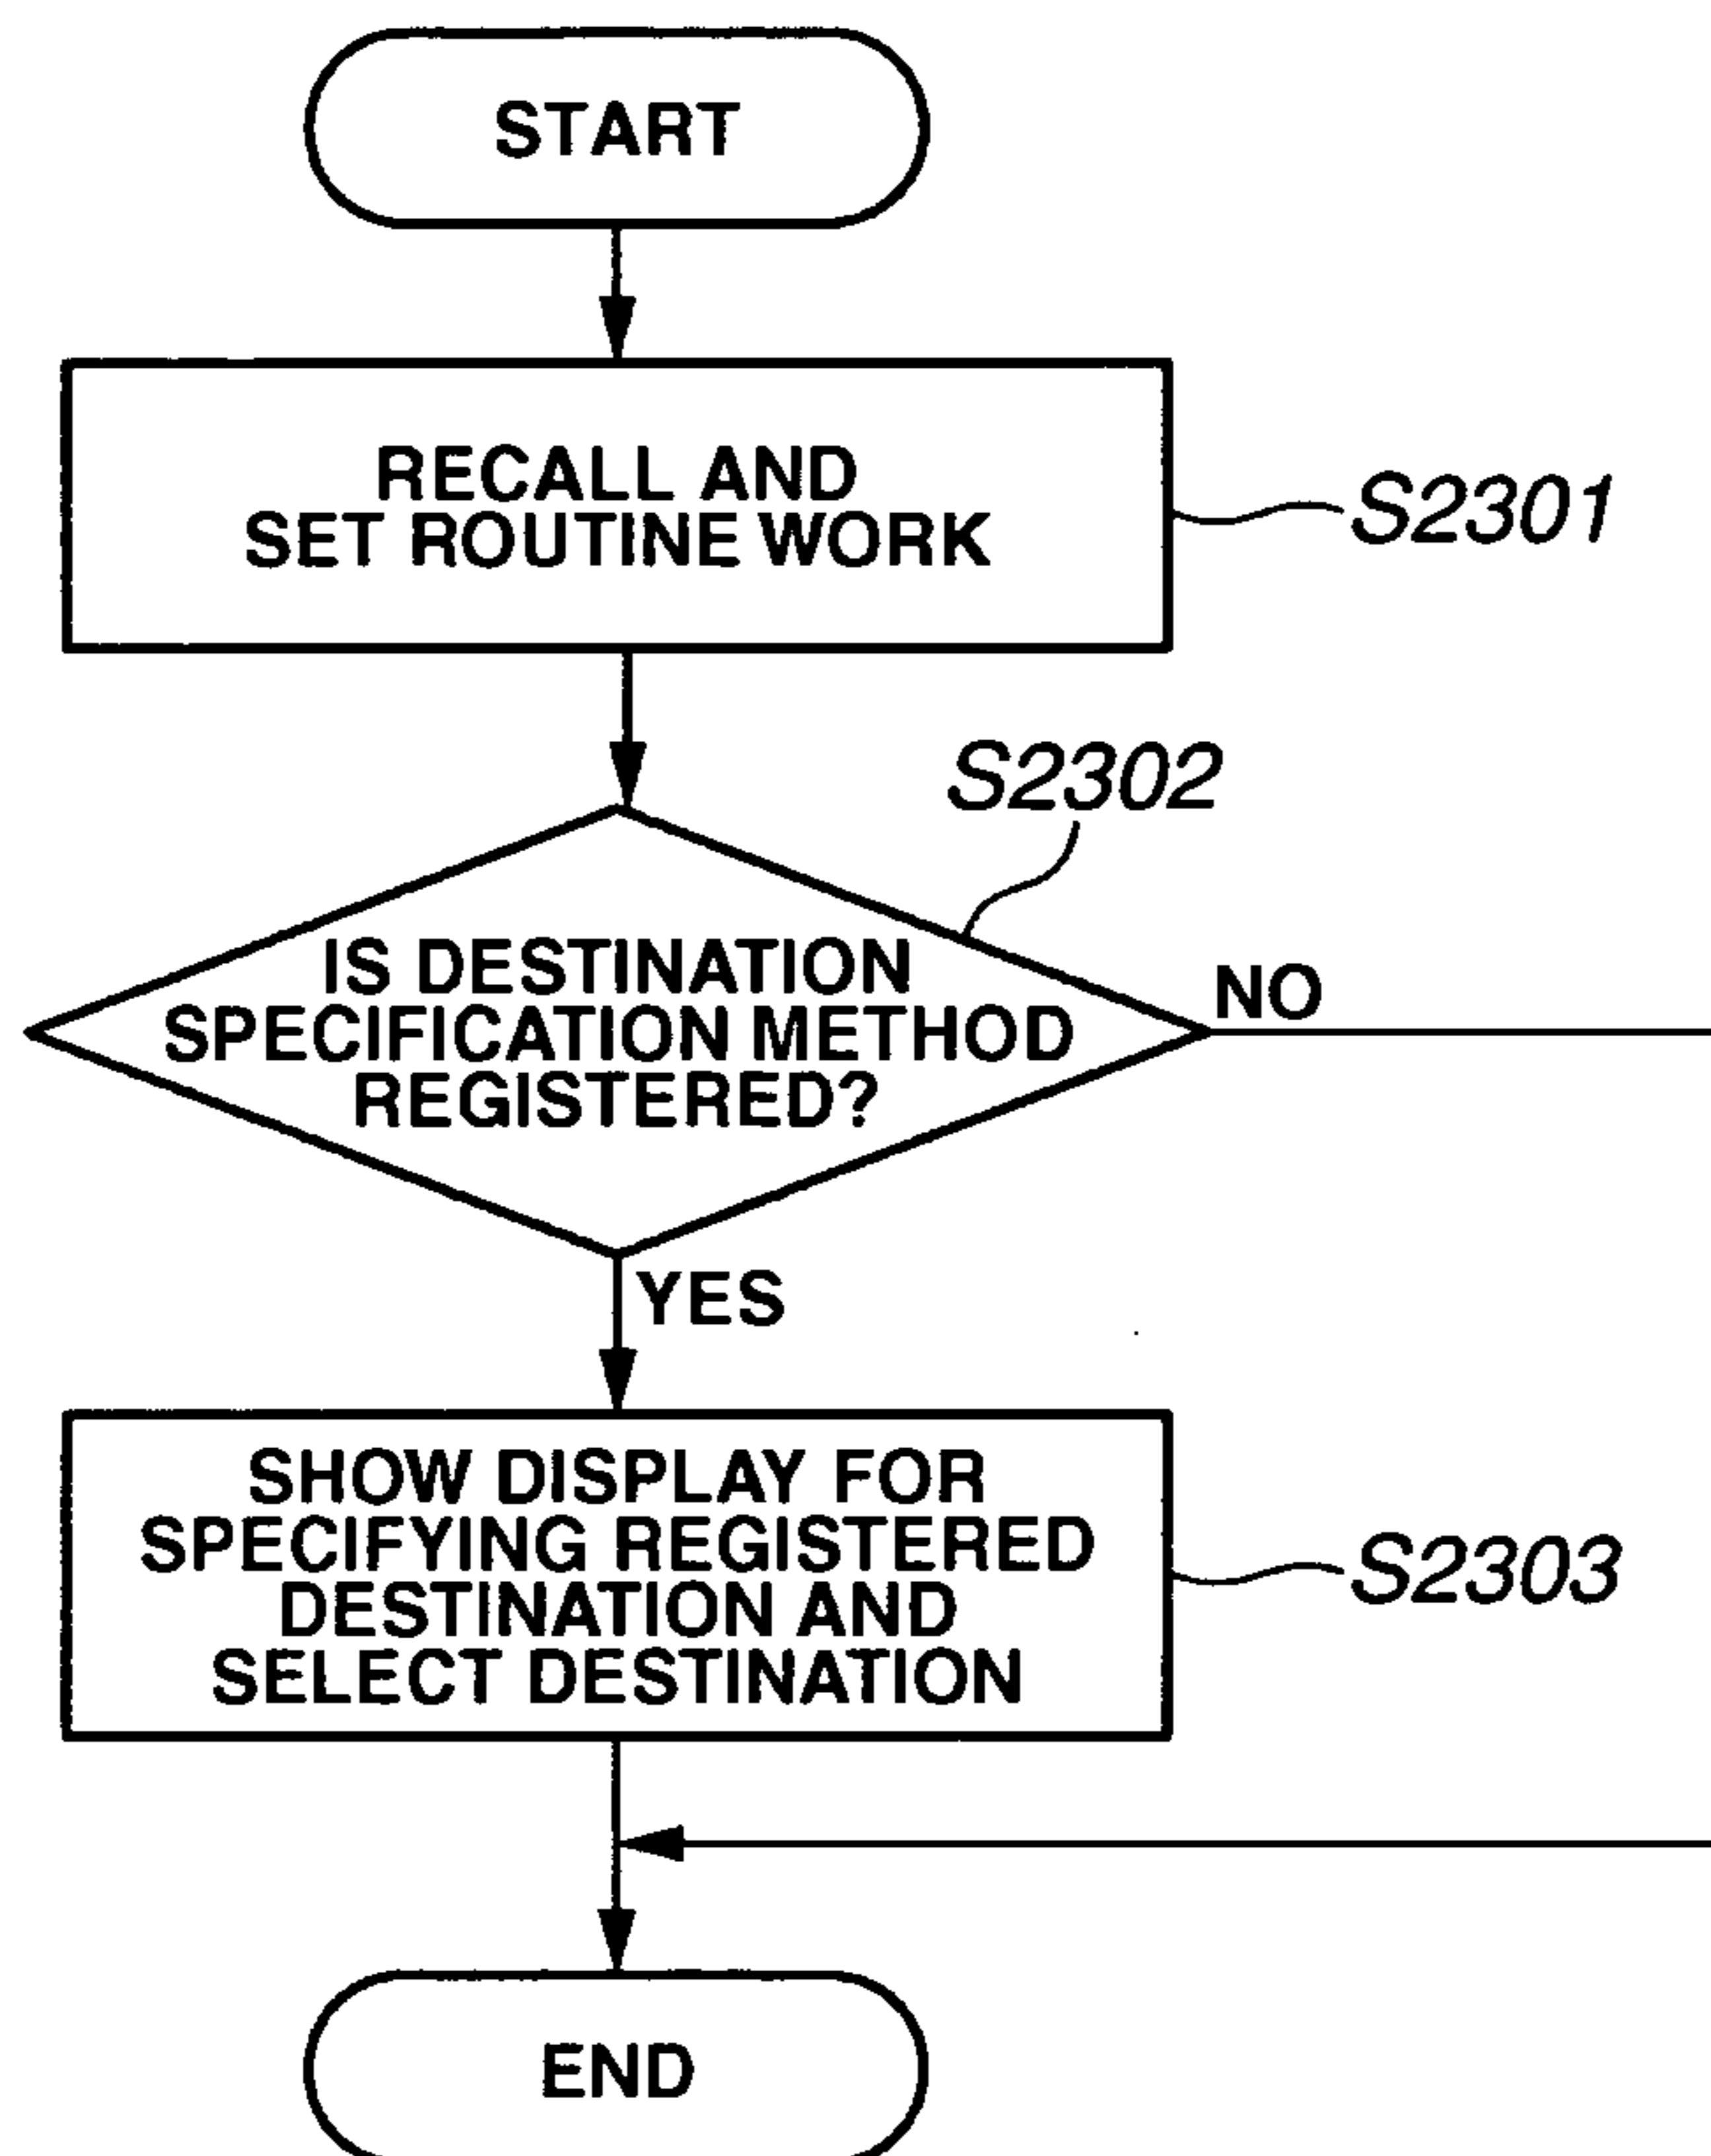 START
RECALL AND
SET ROUTINE WORK
S2301
S2302
IS DESTINATION
SPECIFICATION METHOD
REGISTERED?
NO
YES
SHOW DISPLAY FOR
SPECIFYING REGISTERED
DESTINATION AND
SELECT DESTINATION
S2303
END